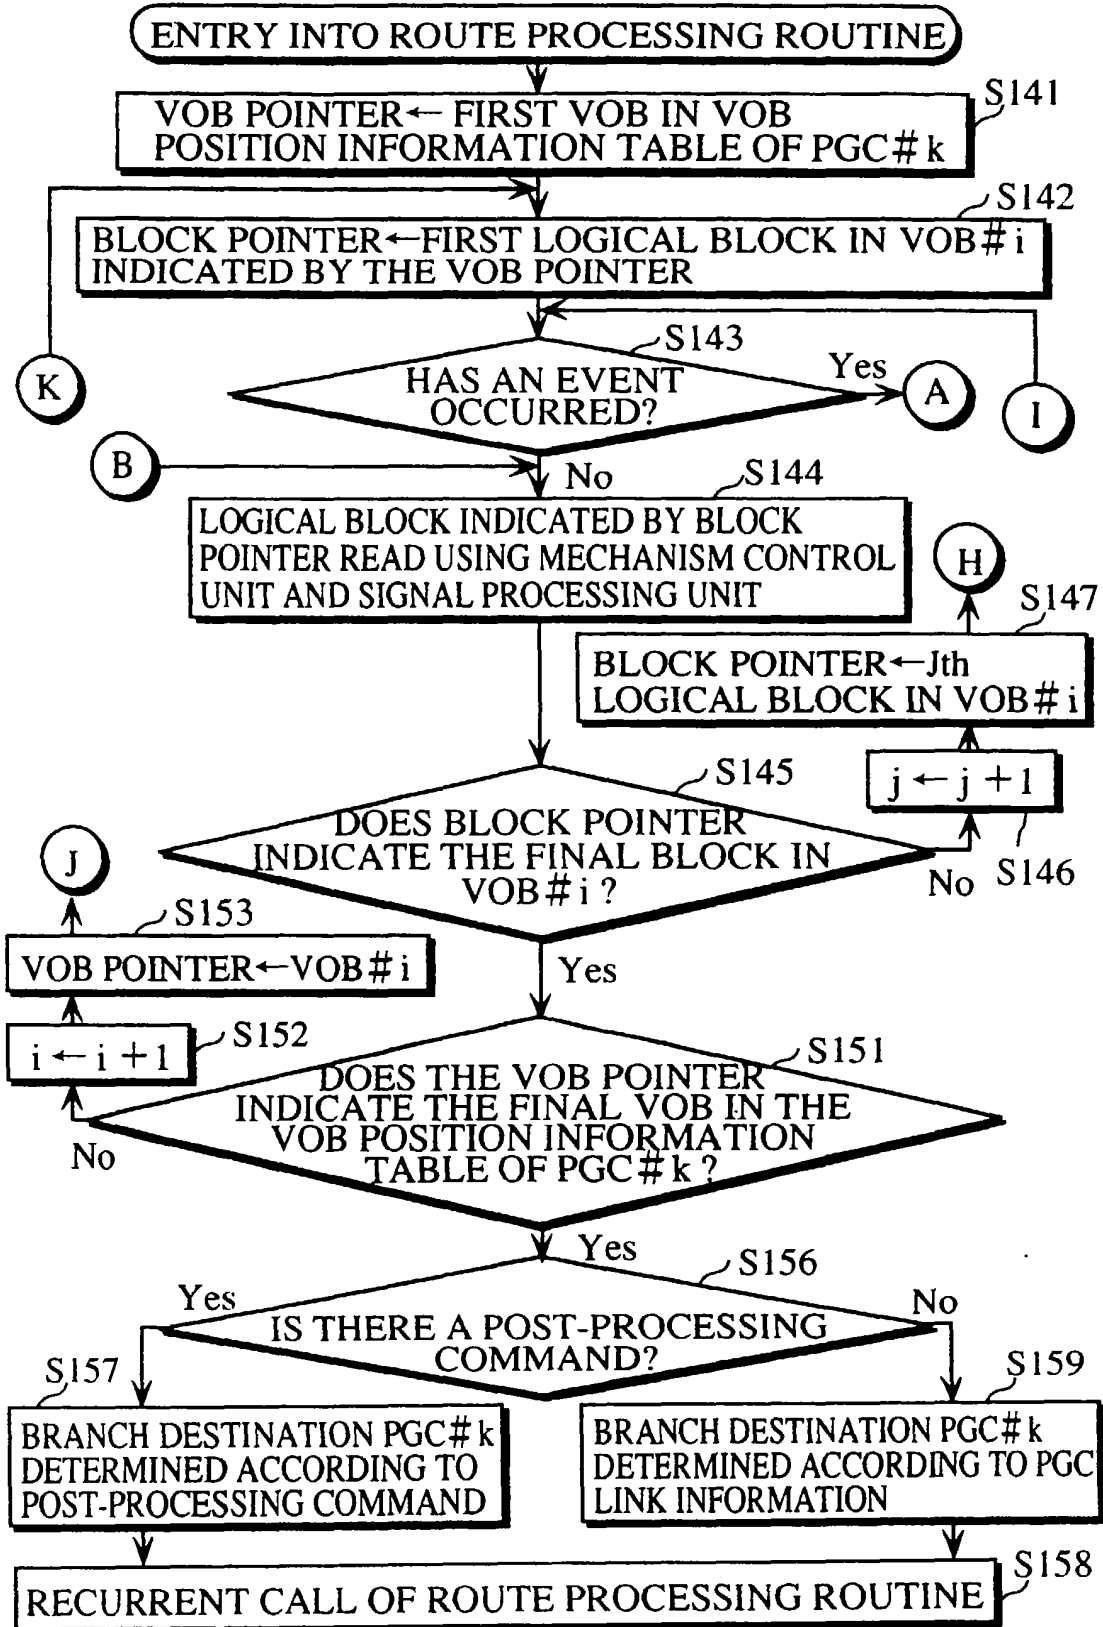 ENTRY INTO ROUTE PROCESSING ROUTINE
S141
VOB POINTER←FIRST VOB IN VOB
POSITION INFORMATION TABLE OF PGC#k
S142
BLOCK POINTER←FIRST LOGICAL BLOCK IN VOB#i
INDICATED BY THE VOB POINTER
S143
K
HAS AN EVENT
OCCURRED?
Yes
A
I
B
No
S144
LOGICAL BLOCK INDICATED BY BLOCK
POINTER READ USING MECHANISM CONTROL
UNIT AND SIGNAL PROCESSING UNIT
H
S147
BLOCK POINTER←Jth
LOGICAL BLOCK IN VOB#i
S145
j←j+1
DOES BLOCK POINTER
INDICATE THE FINAL BLOCK IN
VOB#i?
No
S146
J
S153
VOB POINTER←VOB#i
Yes
i←i+1
S152
S151
DOES THE VOB POINTER
INDICATE THE FINAL VOB IN THE
VOB POSITION INFORMATION
TABLE OF PGC#k?
No
Yes
S156
Yes
No
IS THERE A POST-PROCESSING
COMMAND?
S157
S159
BRANCH DESTINATION PGC#k
DETERMINED ACCORDING TO
POST-PROCESSING COMMAND
BRANCH DESTINATION PGC#k
DETERMINED ACCORDING TO PGC
LINK INFORMATION
S158
RECURRENT CALL OF ROUTE PROCESSING ROUTINE